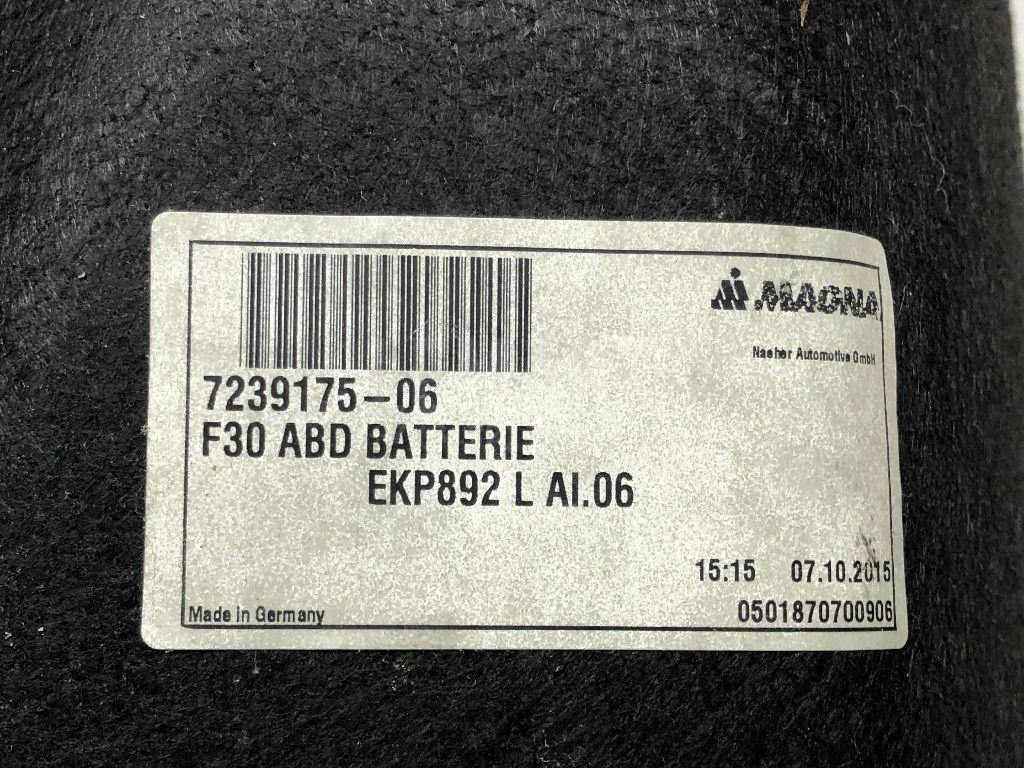 MAGNA
Naeher Automotive GmbH
7239175-06
F30 ABD BATTERIE
EKP892 L AI.06
15:15 07.10.2015
Made in Germany
0501870700906